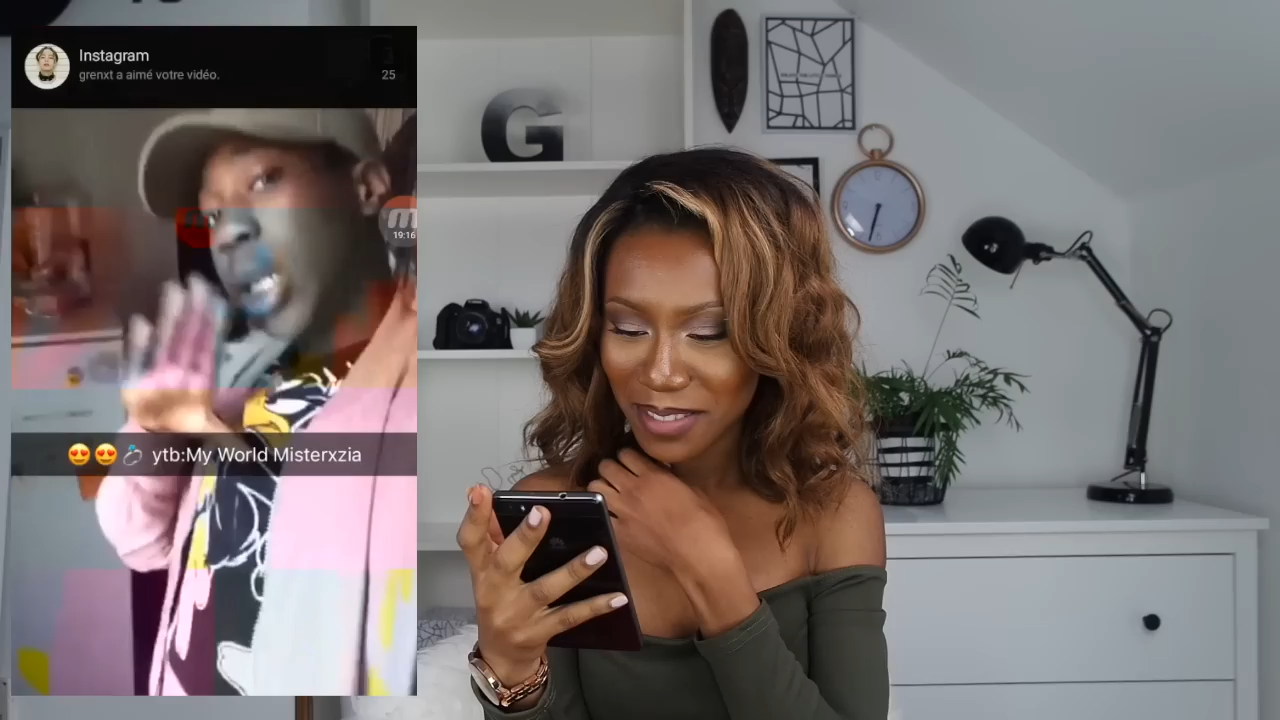 Instagram
grenxt a aimé votre vidéo.
25
G
19:16
😍😍💍 ytb:My World Misterxzia